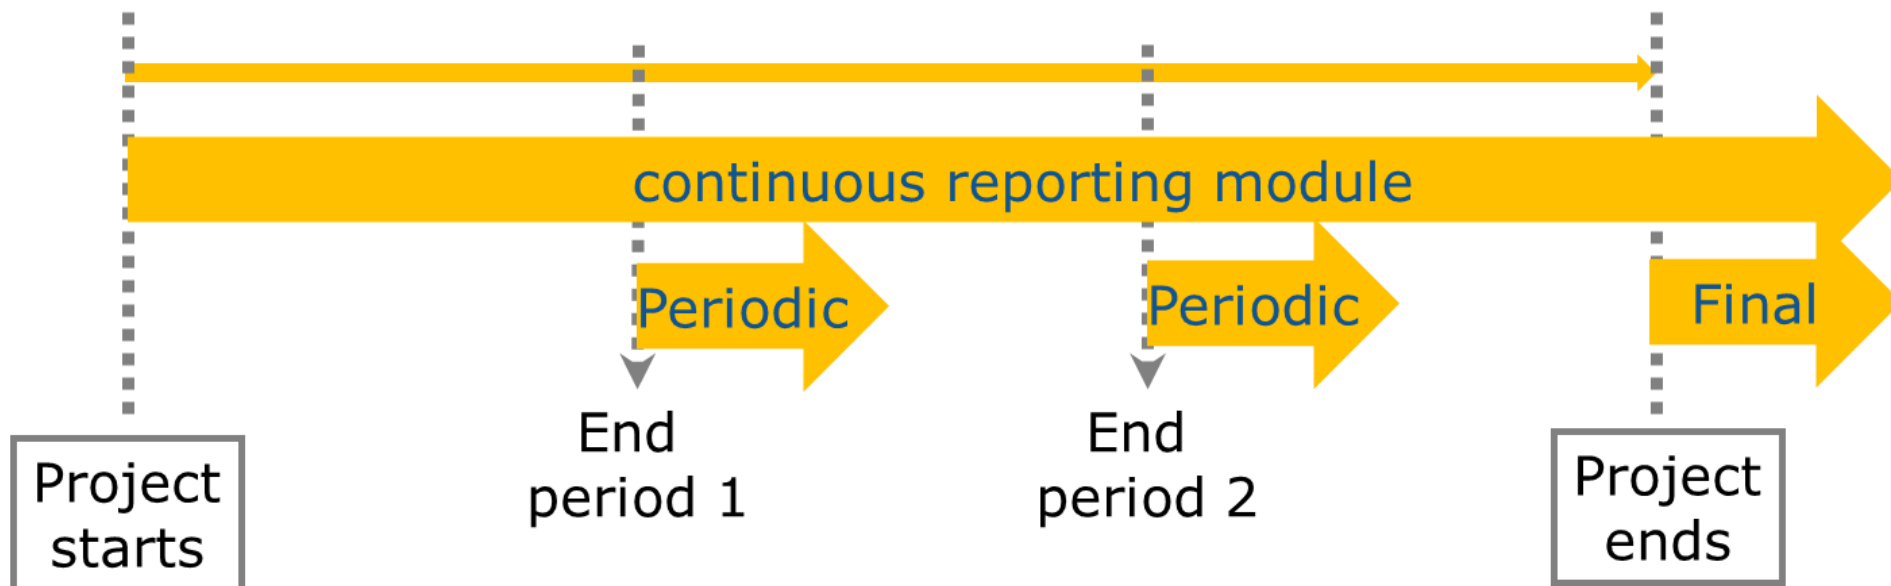 continuous reporting module
Periodic
Periodic
Final
End
period 1
End
period 2
Project
starts
Project
ends